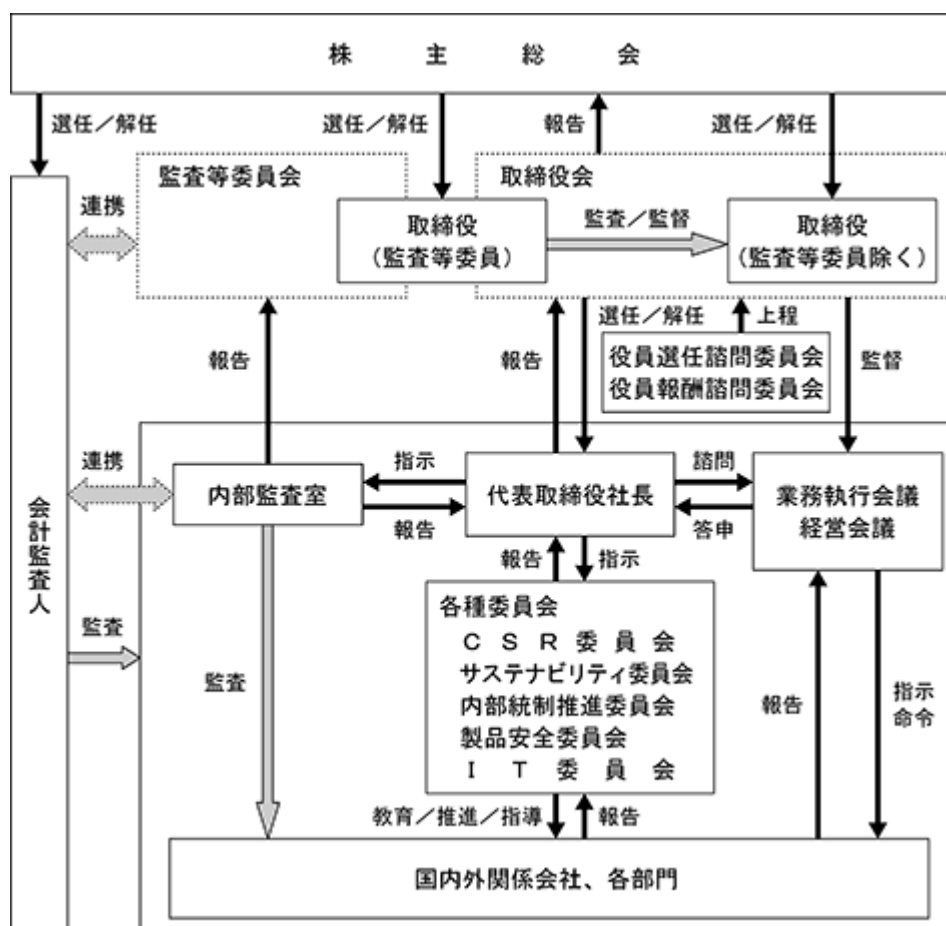 株主総会
選任／解任
選任／解任
報告
選任／解任
監査等委員会
取締役会
連携
取締役
（監査等委員）
監査／監督
取締役
（監査等委員除く）
報告
報告
選任／解任
上程
役員選任諮問委員会
役員報酬諮問委員会
監督
連携
内部監査室
指示
報告
代表取締役社長
諮問
答申
業務執行会議
経営会議
会計監査人
報告
指示
監査
各種委員会
ＣＳＲ委員会
サステナビリティ委員会
内部統制推進委員会
製品安全委員会
ＩＴ委員会
監査
報告
指示
命令
教育／推進／指導
報告
国内外関係会社、各部門